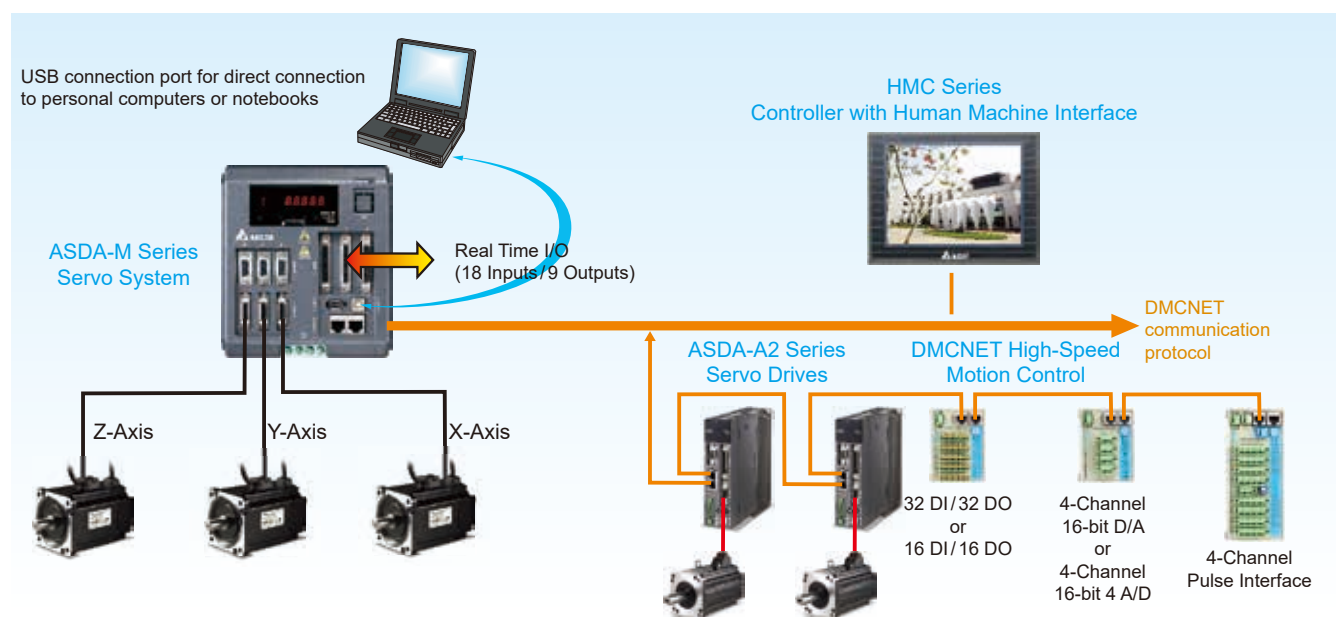 USB connection port for direct connection
to personal computers or notebooks
HMC Series
Controller with Human Machine Interface
ASDA-M Series
Servo System
Real Time I/O
(18 Inputs/9 Outputs)
DMCNET
communication
protocol
ASDA-A2 Series
Servo Drives
DMCNET High-Speed
Motion Control
Z-Axis
Y-Axis
X-Axis
32 DI/32 DO
or
16 DI/16 DO
4-Channel
16-bit D/A
or
4-Channel
16-bit 4 A/D
4-Channel
Pulse Interface